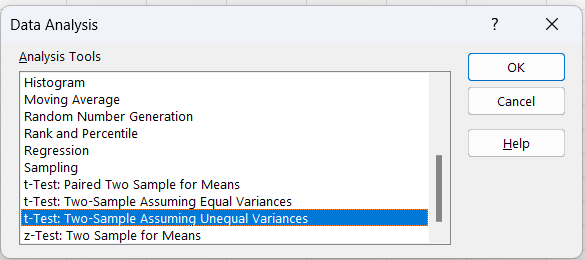 Data Analysis
?
Analysis Tools
Histogram
Moving Average
Random Number Generation
Rank and Percentile
Regression
Sampling
t-Test: Paired Two Sample for Means
t-Test: Two-Sample Assuming Equal Variances
t-Test: Two-Sample Assuming Unequal Variances
z-Test: Two Sample for Means
OK
Cancel
Help